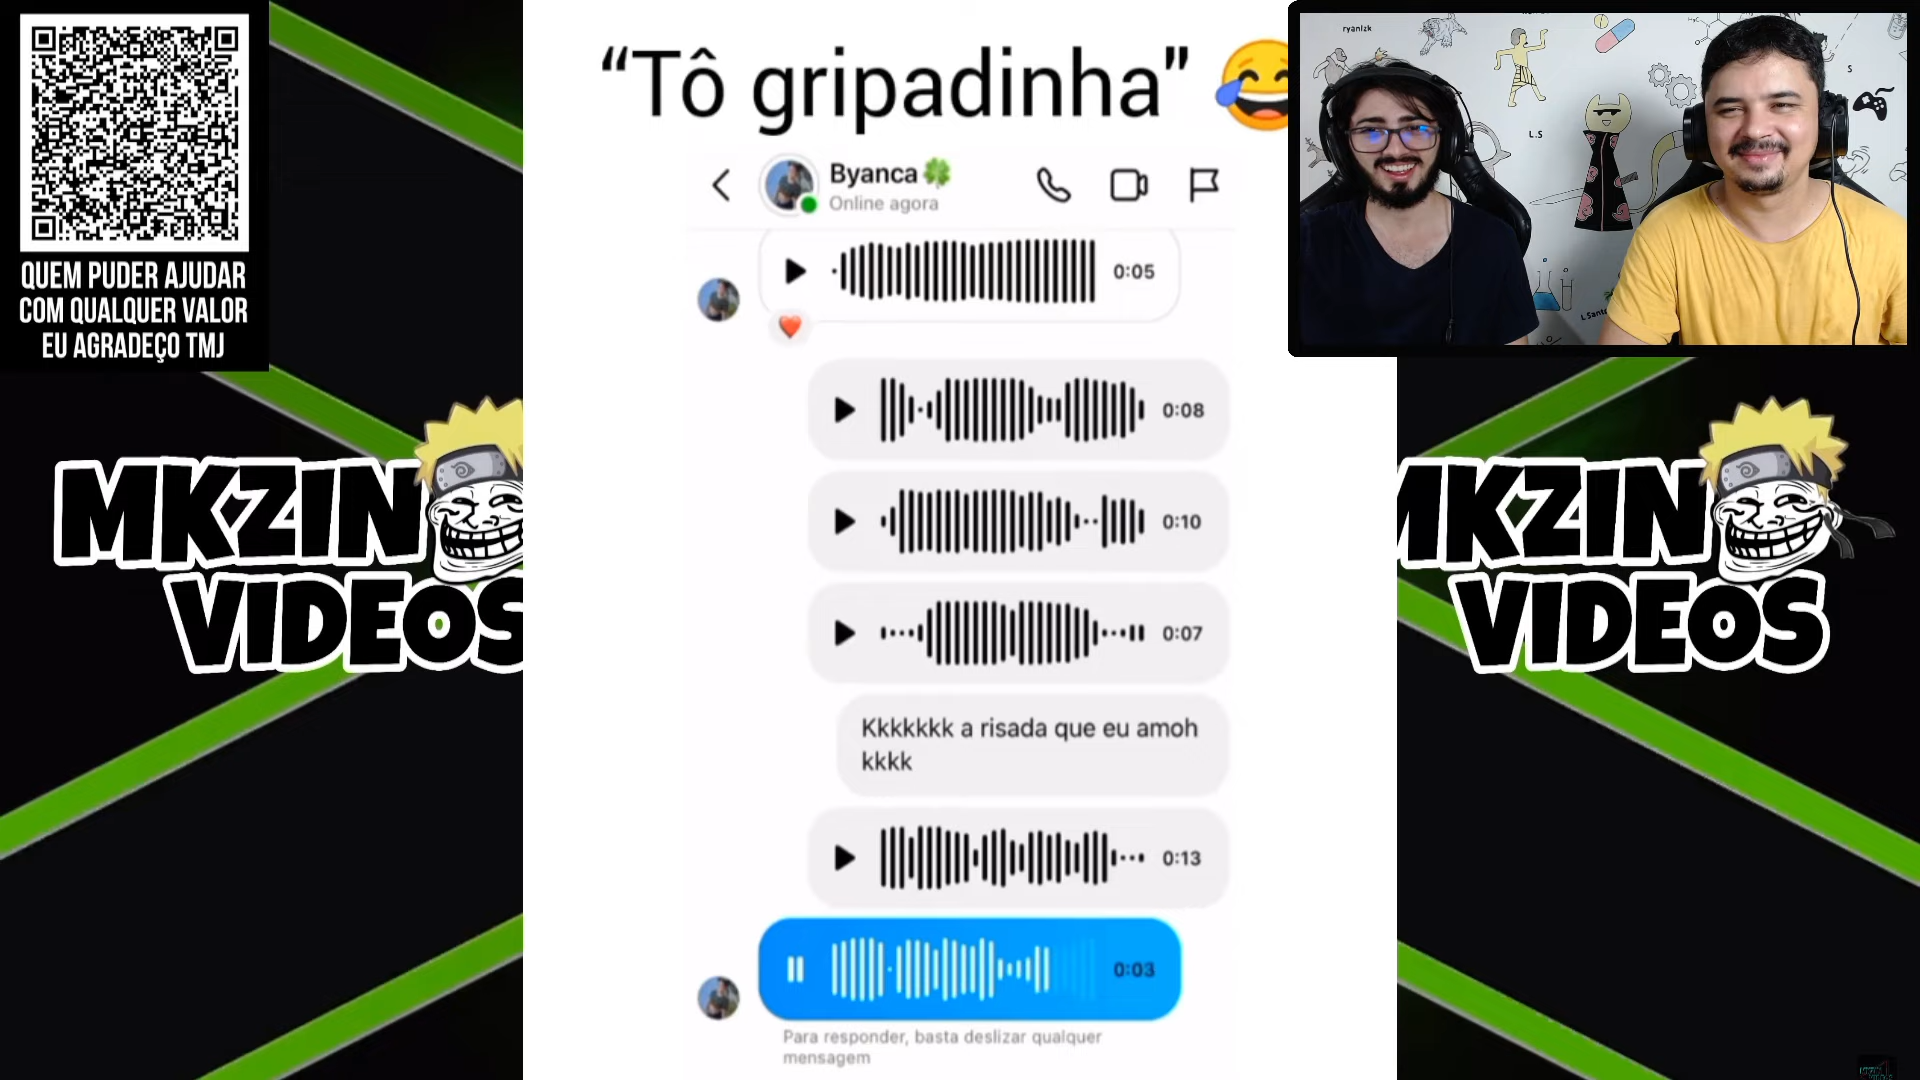 QUEM PUDER AJUDAR
COM QUALQUER VALOR
EU AGRADEÇO TMJ
MKZIN
VIDEOS
“Tô gripadinha” 😂
Byanca🍀
Online agora
0:05
0:08
0:10
0:07
Kkkkkkk a risada que eu amoh
kkkk
0:13
0:03
Para responder, basta deslizar qualquer
mensagem
ryanlzk
L.S
S
MKZIN
VIDEOS